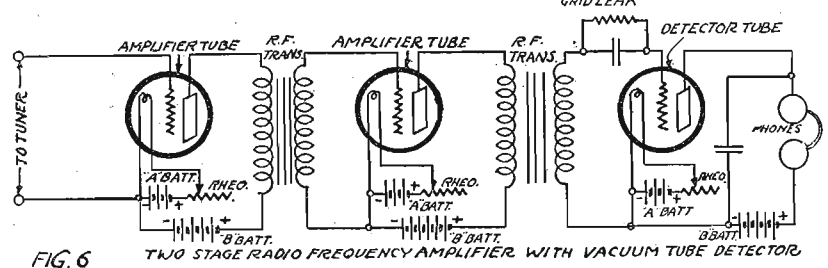 GRID LEAK
AMPLIFIER TUBE
R.F.
TRANS.
AMPLIFIER TUBE
R.F.
TRANS.
DETECTOR TUBE
TO TUNER
PHONES
"A" BATT.
RHEO.
"A" BATT.
RHEO.
"A" BATT
RHEO.
"B" BATT.
"B" BATT.
"B" BATT
FIG. 6
TWO STAGE RADIO FREQUENCY AMPLIFIER WITH VACUUM TUBE DETECTOR